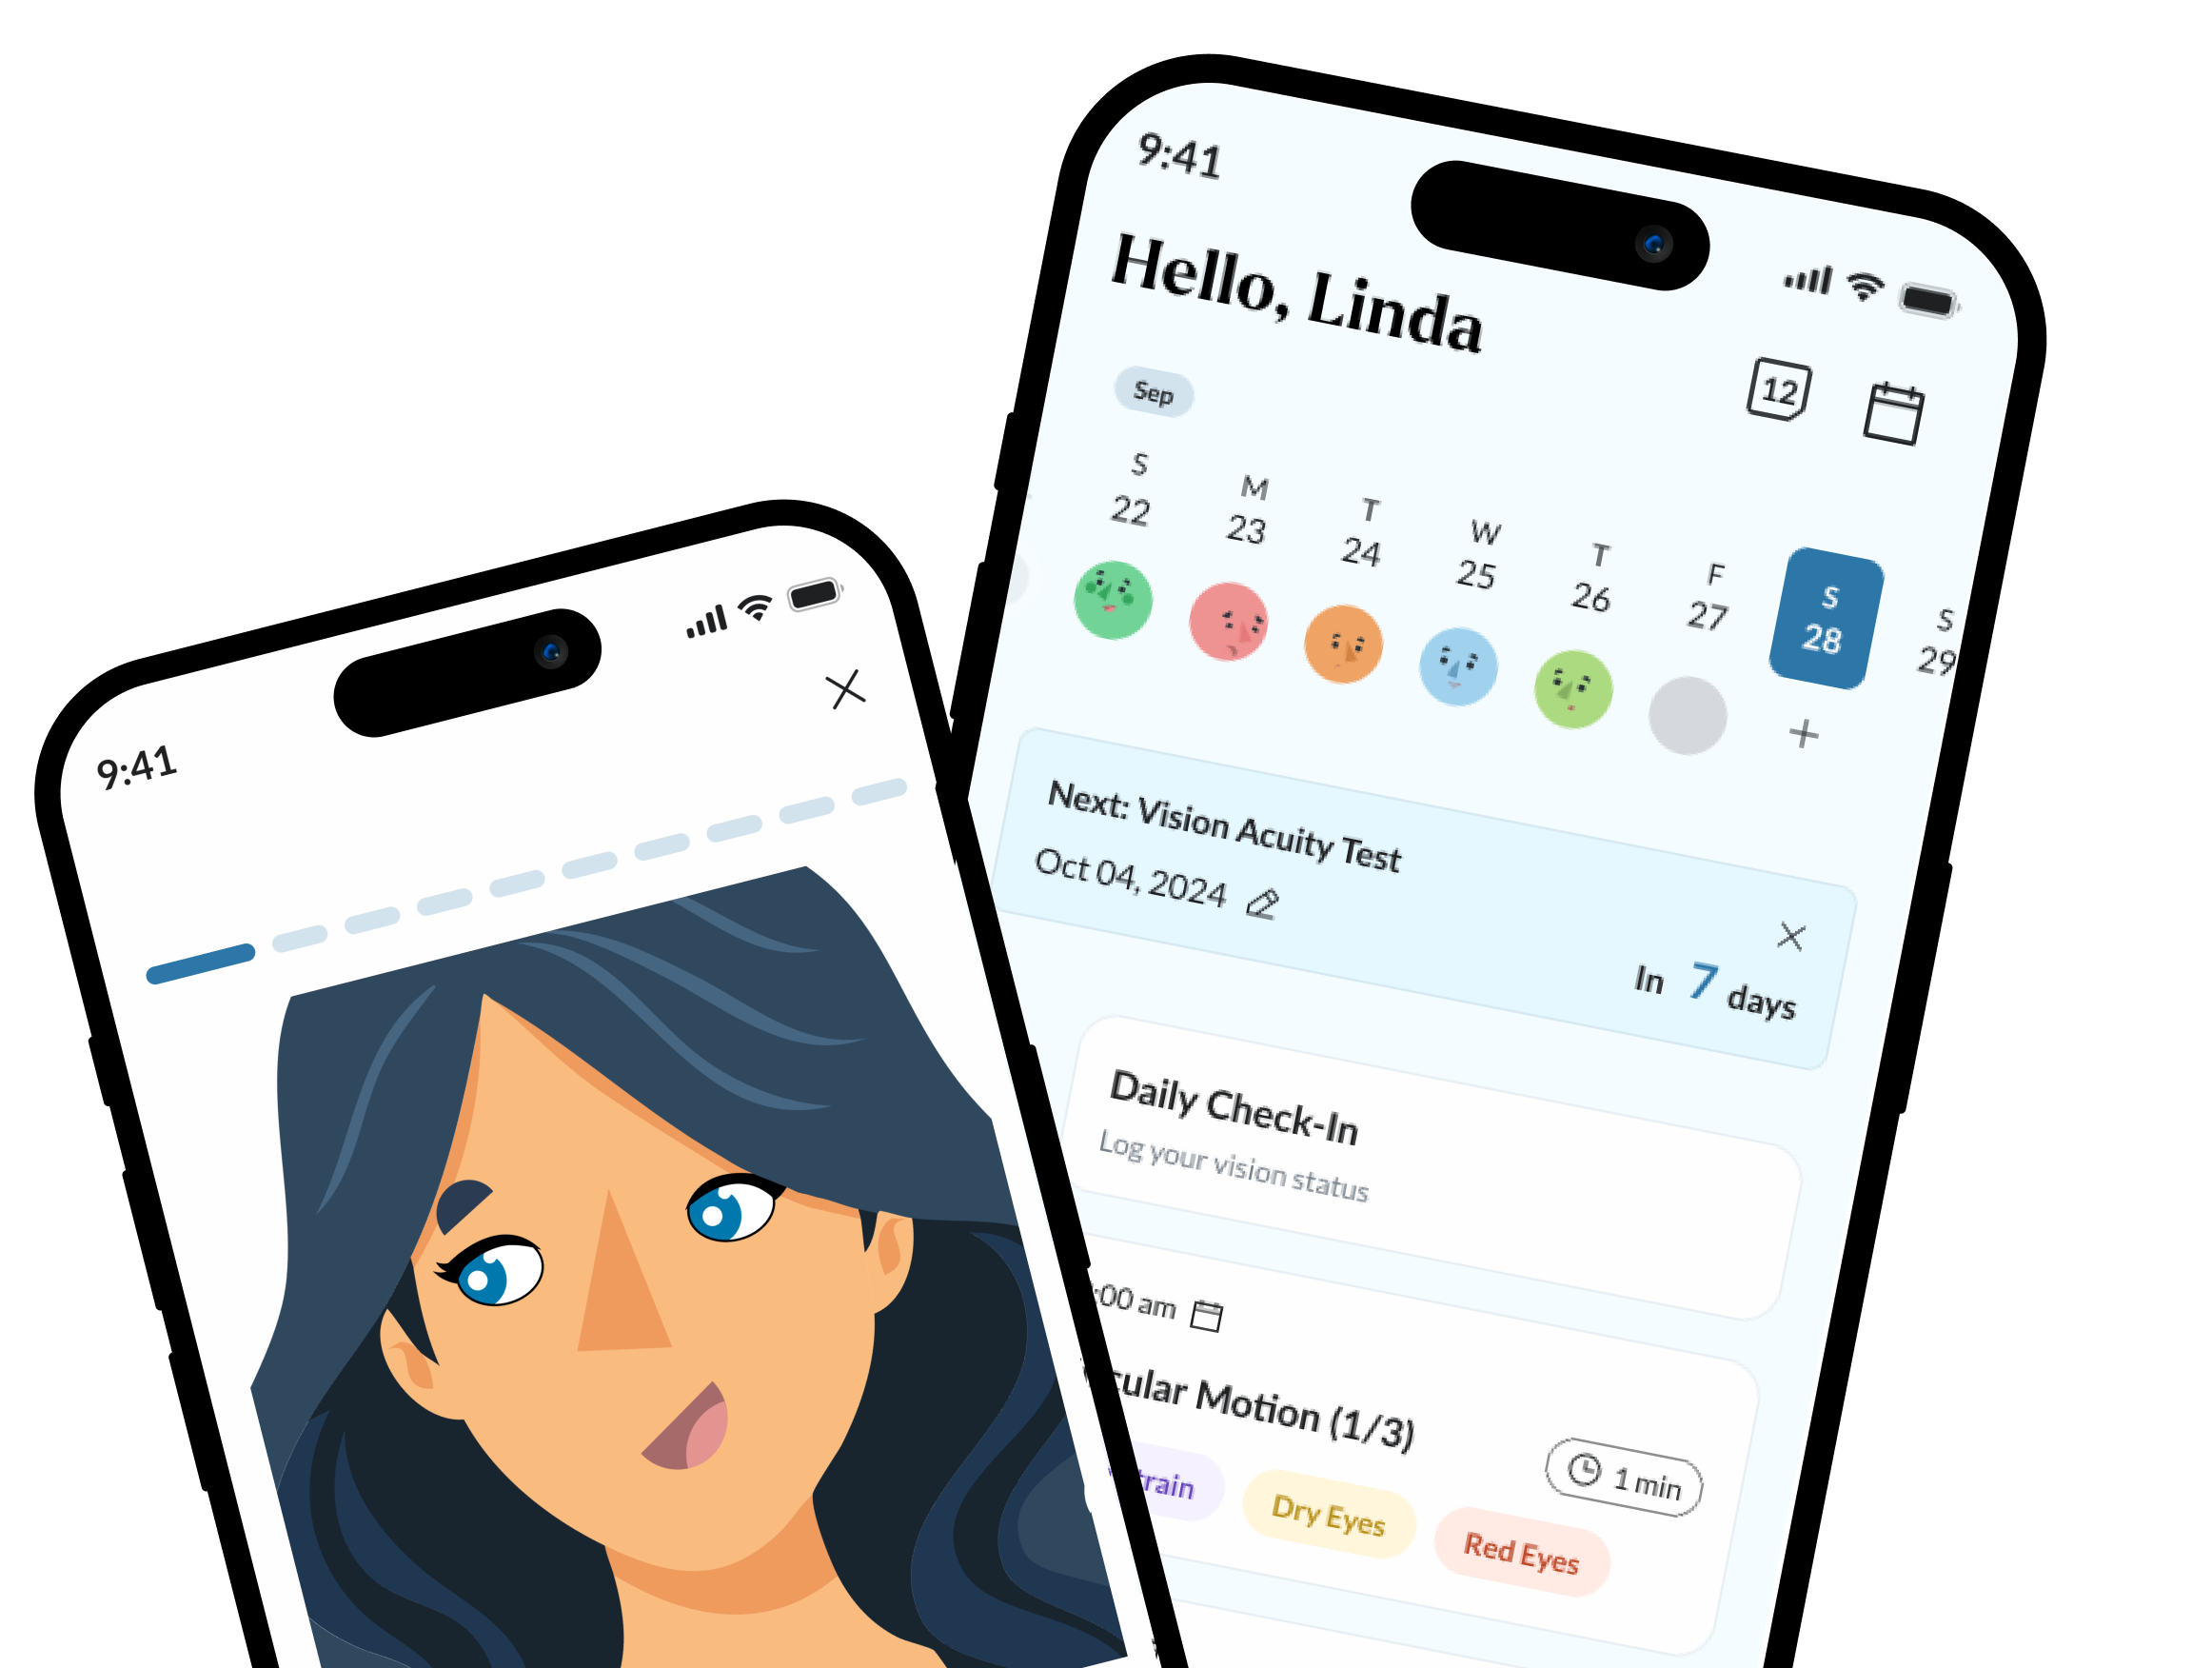 9:41
Hello, Linda
12
Sep
S M T W T F S S
22 23 24 25 26 27 28 29
Next: Vision Acuity Test
Oct 04, 2024
In 7 days
Daily Check-In
Log your vision status
:00 am
cular Motion (1/3)
1 min
train
Dry Eyes
Red Eyes
9:41